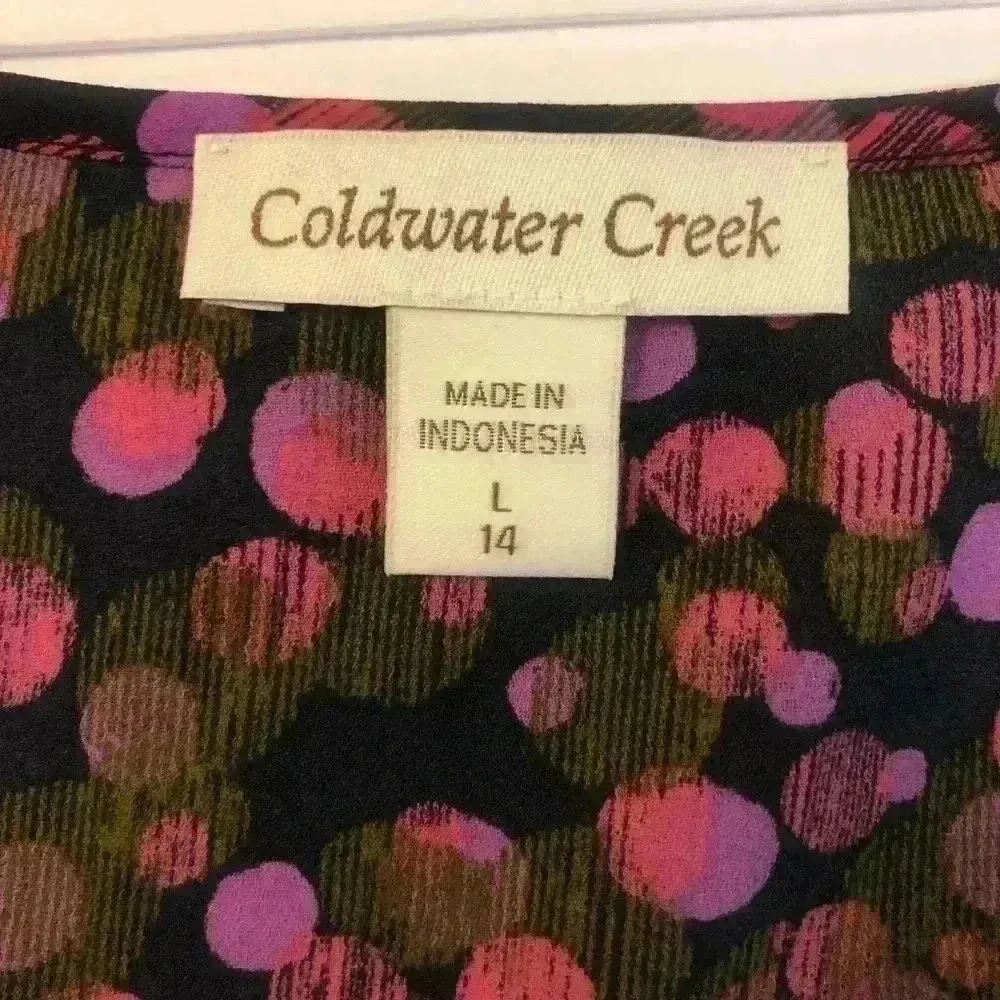 Coldwater Creek
MADE IN
INDONESIA
L
14